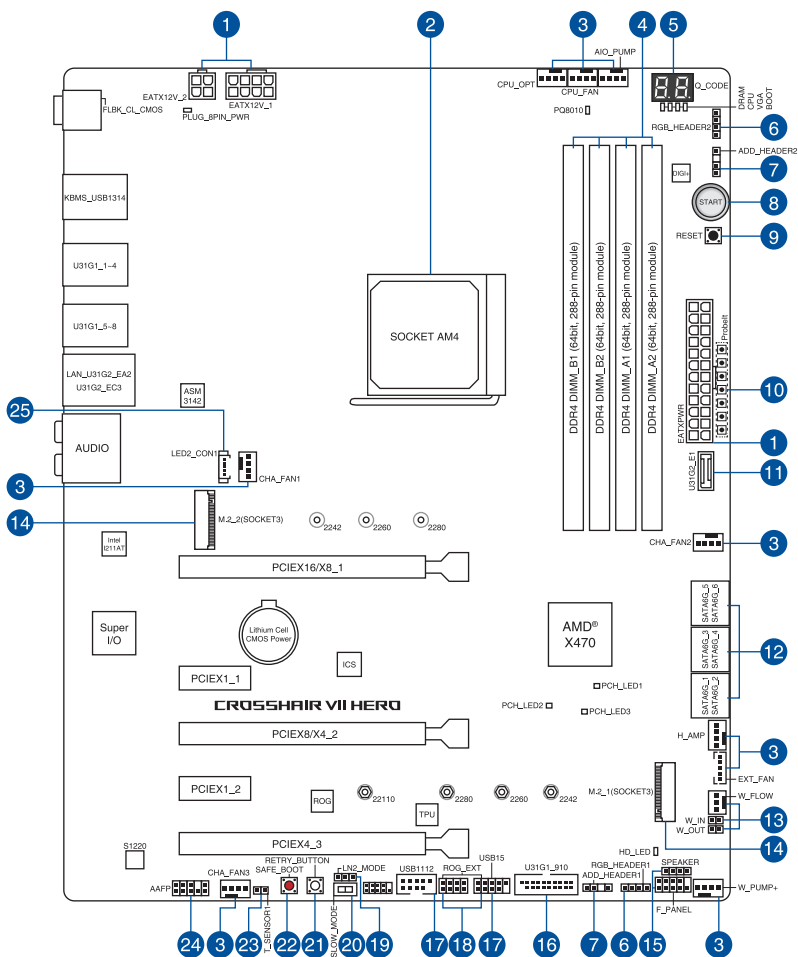 1
2
3
4
5
AIO_PUMP
CPU_OPT
CPU_FAN
EATX12V_2
EATX12V_1
PLUG_8PIN_PWR
FLBK_CL_CMOS
PQ8010
Q_CODE
DRAM
CPU
VGA
BOOT
RGB_HEADER2
6
ADD_HEADER2
7
DIGI+
START
8
RESET
9
KBMS_USB1314
U31G1_1~4
U31G1_5~8
LAN_U31G2_EA2
U31G2_EC3
AUDIO
ASM
3142
SOCKET AM4
DDR4 DIMM_B1 (64bit, 288-pin module)
DDR4 DIMM_B2 (64bit, 288-pin module)
DDR4 DIMM_A1 (64bit, 288-pin module)
DDR4 DIMM_A2 (64bit, 288-pin module)
EATXPWR
ProbeIt
10
1
U31G2_E1
11
25
LED2_CON1
3
CHA_FAN1
14
M.2_2(SOCKET3)
2242
2260
2280
CHA_FAN2
3
Intel
I211AT
PCIEX16/X8_1
Super
I/O
Lithium Cell
CMOS Power
ICS
AMD®
X470
SATA6G_5
SATA6G_6
SATA6G_3
SATA6G_4
SATA6G_1
SATA6G_2
12
PCIEX1_1
CROSSHAIR VII HERO
PCH_LED1
PCH_LED2
PCH_LED3
PCIEX8/X4_2
H_AMP
3
EXT_FAN
PCIEX1_2
ROG
22110
TPU
2280
2260
2242
M.2_1(SOCKET3)
W_FLOW
W_IN
13
W_OUT
14
PCIEX4_3
S1220
HD_LED
AAFP
CHA_FAN3
T_SENSOR1
SAFE_BOOT
RETRY_BUTTON
LN2_MODE
SLOW_MODE
USB1112
ROG_EXT
USB15
U31G1_910
ADD_HEADER1
RGB_HEADER1
SPEAKER
F_PANEL
W_PUMP+
24
3
23
22
21
20
19
17
18
17
16
7
6
15
3